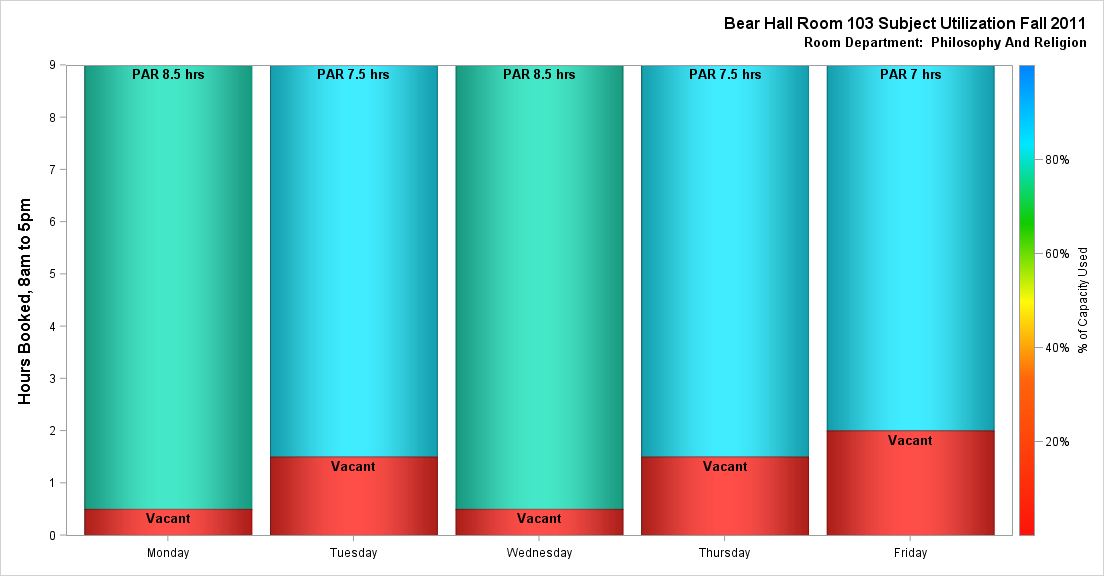 Bear Hall Room 103 Subject Utilization Fall 2011
Room Department:  Philosophy And Religion
Hours Booked, 8am to 5pm
9
8
7
6
5
4
3
2
1
0
PAR 8.5 hrs
PAR 7.5 hrs
PAR 8.5 hrs
PAR 7.5 hrs
PAR 7 hrs
Vacant
Vacant
Vacant
Vacant
Vacant
Monday
Tuesday
Wednesday
Thursday
Friday
80%
60%
40%
20%
% of Capacity Used